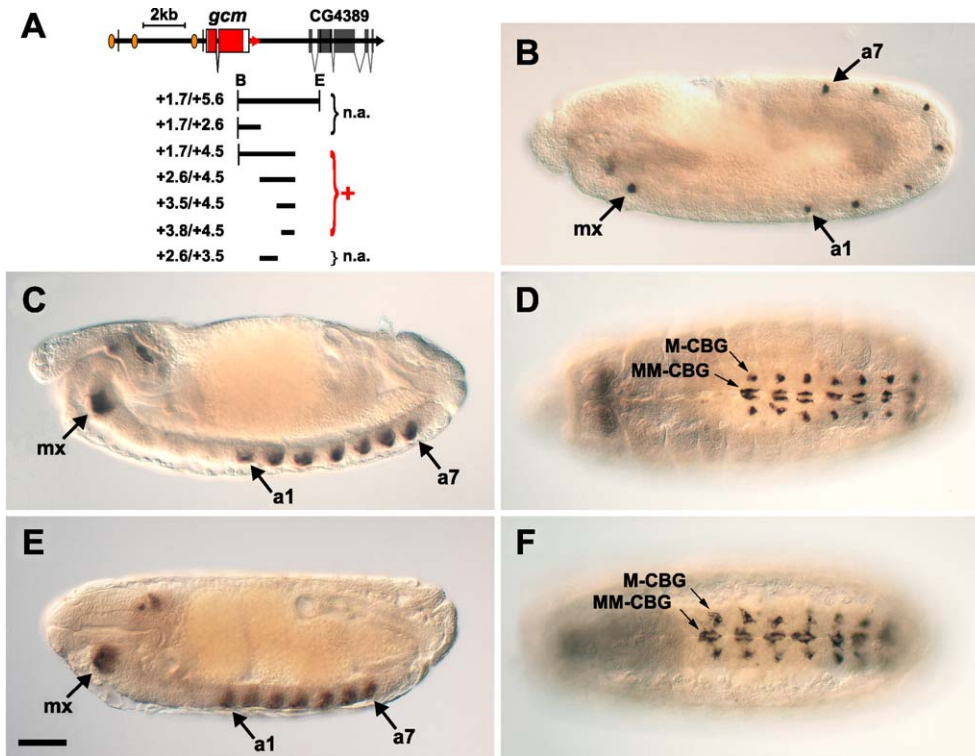 A
2kb
gcm
CG4389
B
E
+1.7/+5.6
+1.7/+2.6
n.a.
+1.7/+4.5
+2.6/+4.5
+
+3.5/+4.5
+3.8/+4.5
+2.6/+3.5
n.a.
B
a7
mx
a1
C
mx
a1
a7
D
M-CBG
MM-CBG
E
mx
a1
a7
F
M-CBG
MM-CBG